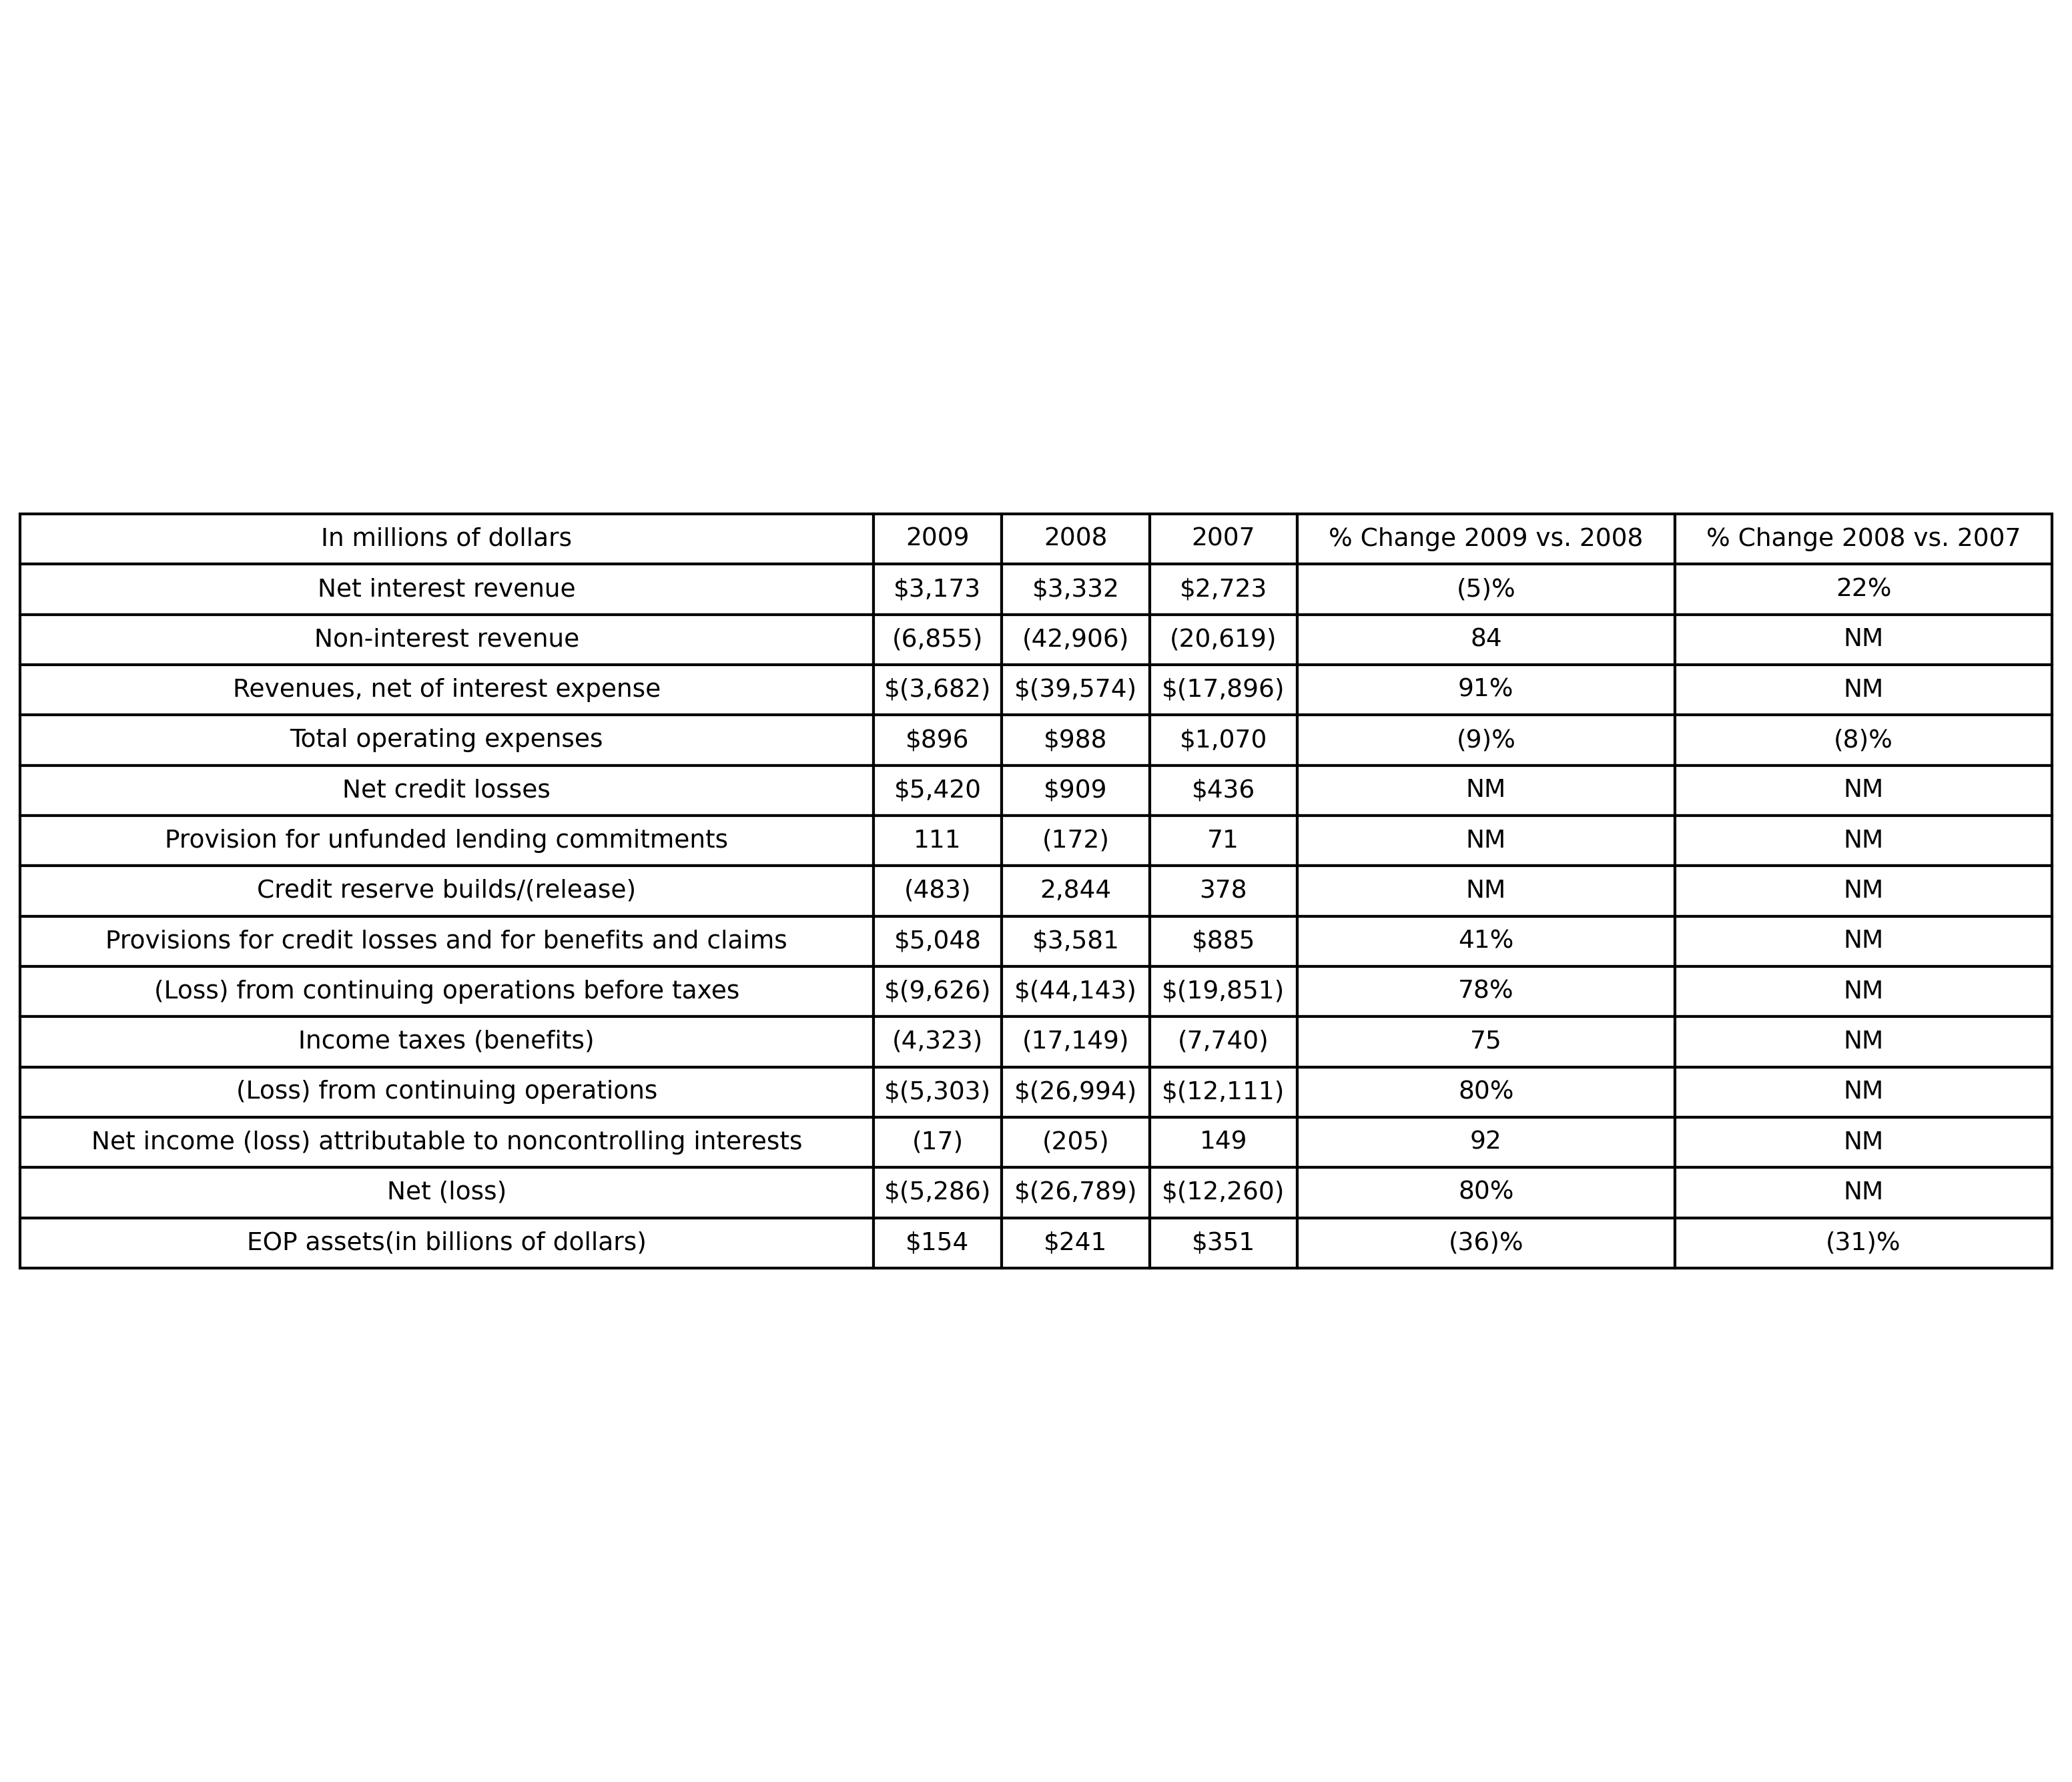 In millions of dollars 2009 2008 2007 % Change 2009 vs. 2008 % Change 2008 vs. 2007
Net interest revenue $3,173 $3,332 $2,723 (5)% 22%
Non-interest revenue (6,855) (42,906) (20,619) 84 NM
Revenues, net of interest expense $(3,682) $(39,574) $(17,896) 91% NM
Total operating expenses $896 $988 $1,070 (9)% (8)%
Net credit losses $5,420 $909 $436 NM NM
Provision for unfunded lending commitments 111 (172) 71 NM NM
Credit reserve builds/(release) (483) 2,844 378 NM NM
Provisions for credit losses and for benefits and claims $5,048 $3,581 $885 41% NM
(Loss) from continuing operations before taxes $(9,626) $(44,143) $(19,851) 78% NM
Income taxes (benefits) (4,323) (17,149) (7,740) 75 NM
(Loss) from continuing operations $(5,303) $(26,994) $(12,111) 80% NM
Net income (loss) attributable to noncontrolling interests (17) (205) 149 92 NM
Net (loss) $(5,286) $(26,789) $(12,260) 80% NM
EOP assets(in billions of dollars) $154 $241 $351 (36)% (31)%